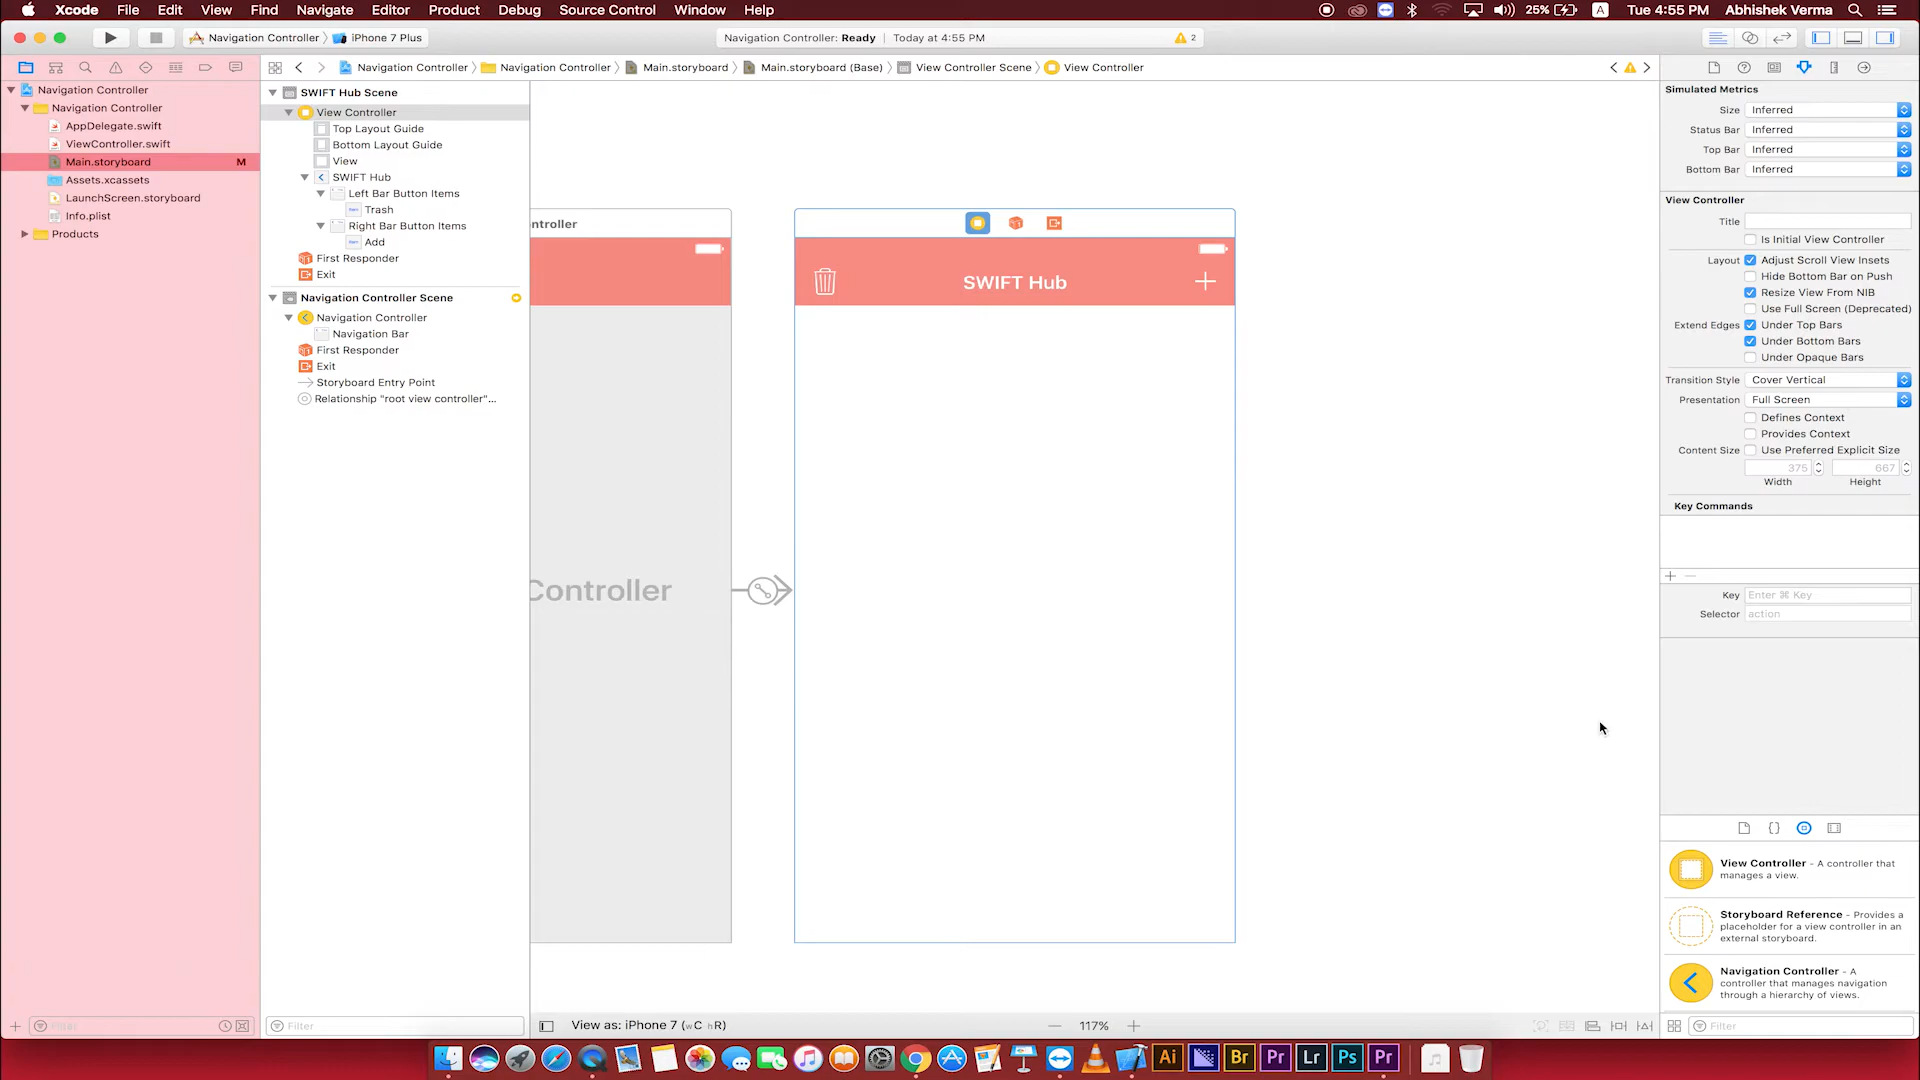 Xcode File Edit View Find Navigate Editor Product Debug Source Control Window Help 25% A Tue 4:55 PM Abhishek Verma
Navigation Controller iPhone 7 Plus Navigation Controller: Ready Today at 4:55 PM 2
Navigation Controller Navigation Controller Main.storyboard Main.storyboard (Base) View Controller Scene View Controller
Navigation Controller
Navigation Controller
AppDelegate.swift
ViewController.swift
Main.storyboard M
Assets.xcassets
LaunchScreen.storyboard
Info.plist
Products
Filter
SWIFT Hub Scene
View Controller
Top Layout Guide
Bottom Layout Guide
View
SWIFT Hub
Left Bar Button Items
Trash
Right Bar Button Items
Add
First Responder
Exit
Navigation Controller Scene
Navigation Controller
Navigation Bar
First Responder
Exit
Storyboard Entry Point
Relationship "root view controller"...
Filter
ntroller
Controller
SWIFT Hub
View as: iPhone 7 (wC hR)
117%
Simulated Metrics
Size Inferred
Status Bar Inferred
Top Bar Inferred
Bottom Bar Inferred
View Controller
Title
Is Initial View Controller
Layout Adjust Scroll View Insets
Hide Bottom Bar on Push
Resize View From NIB
Use Full Screen (Deprecated)
Extend Edges Under Top Bars
Under Bottom Bars
Under Opaque Bars
Transition Style Cover Vertical
Presentation Full Screen
Defines Context
Provides Context
Content Size Use Preferred Explicit Size
375 667
Width Height
Key Commands
Key Enter ⌘ Key
Selector action
View Controller - A controller that
manages a view.
Storyboard Reference - Provides a
placeholder for a view controller in an
external storyboard.
Navigation Controller - A
controller that manages navigation
through a hierarchy of views.
Filter
Ai Br Pr Lr Ps Pr